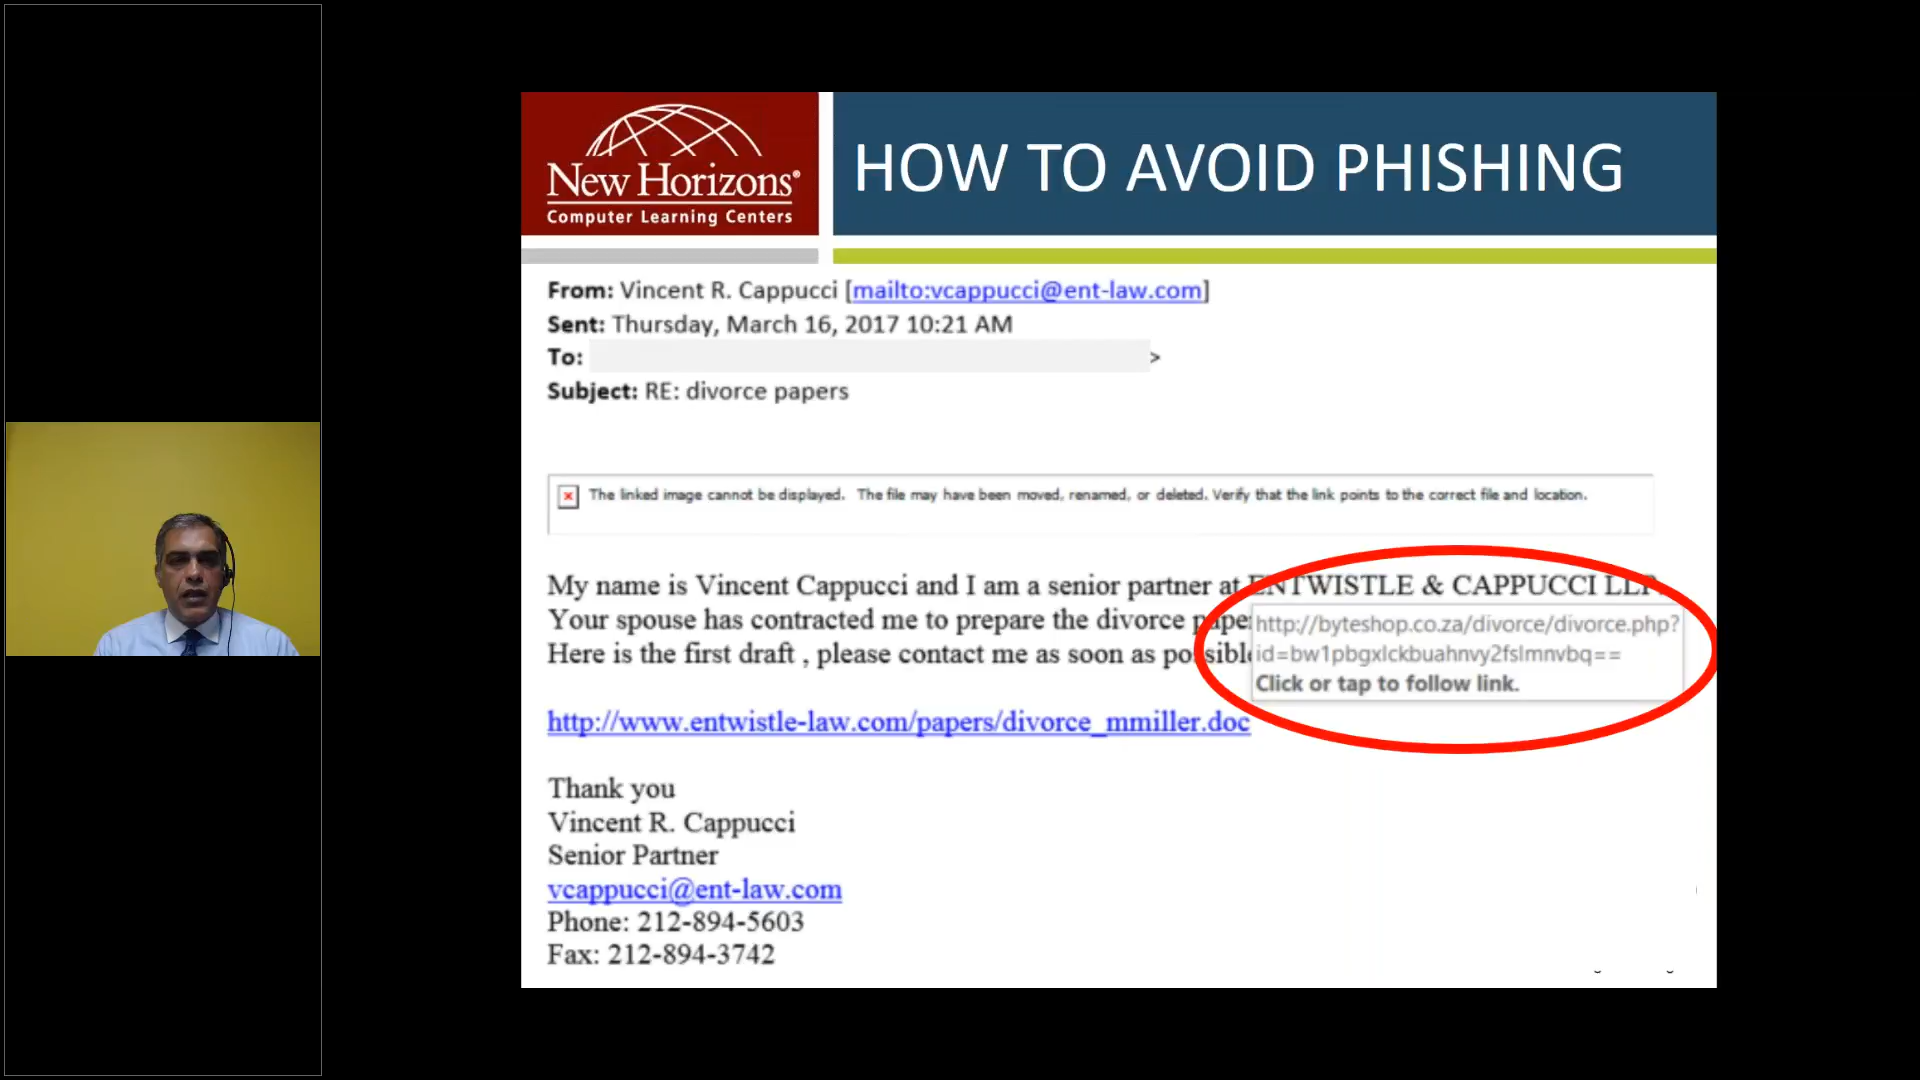 New Horizons®
Computer Learning Centers
HOW TO AVOID PHISHING
From: Vincent R. Cappucci [mailto:vcappucci@ent-law.com]
Sent: Thursday, March 16, 2017 10:21 AM
To: >
Subject: RE: divorce papers
The linked image cannot be displayed. The file may have been moved, renamed, or deleted. Verify that the link points to the correct file and location.
My name is Vincent Cappucci and I am a senior partner at ENTWISTLE & CAPPUCCI LLP.
Your spouse has contracted me to prepare the divorce pape
Here is the first draft , please contact me as soon as possibl
http://byteshop.co.za/divorce/divorce.php?
id=bw1pbgxlckbuahnvy2fslmnvbq==
Click or tap to follow link.
http://www.entwistle-law.com/papers/divorce_mmiller.doc
Thank you
Vincent R. Cappucci
Senior Partner
vcappucci@ent-law.com
Phone: 212-894-5603
Fax: 212-894-3742